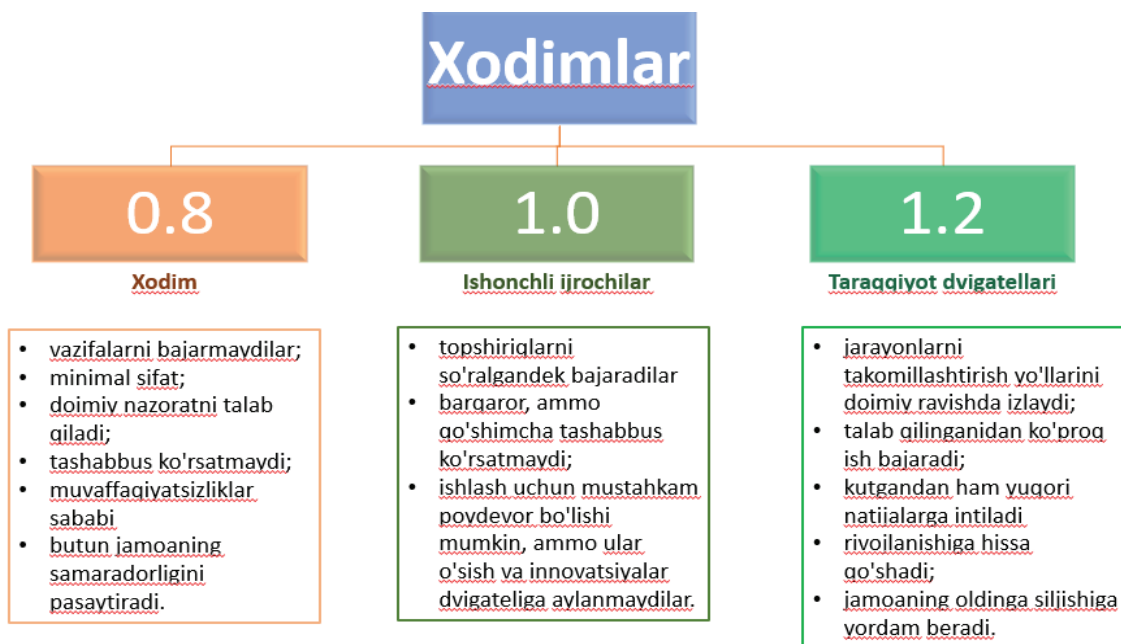 Xodimlar
0.8
1.0
1.2
Xodim
Ishonchli ijrochilar
Taraqqiyot dvigatellari
• vazifalarni bajarmaydilar;
• minimal sifat;
• doimiy nazoratni talab
qiladi;
• tashabbus ko'rsatmaydi;
• muvaffaqiyatsizliklar
sababi
• butun jamoaning
samaradorligini
pasaytiradi.
• topshiriqlarni
so'ralgandek bajaradilar
• barqaror, ammo
qo'shimcha tashabbus
ko'rsatmaydi;
• ishlash uchun mustahkam
poydevor bo'lishi
mumkin, ammo ular
o'sish va innovatsiyalar
dvigateliga aylanmaydilar.
• jarayonlarni
takomillashtirish yo'llarini
doimiy ravishda izlaydi;
• talab qilinganidan ko'proq
ish bajaradi;
• kutgandan ham yuqori
natijalarga intiladi
• rivojlanishiga hissa
qo'shadi;
• jamoaning oldinga siljishiga
yordam beradi.